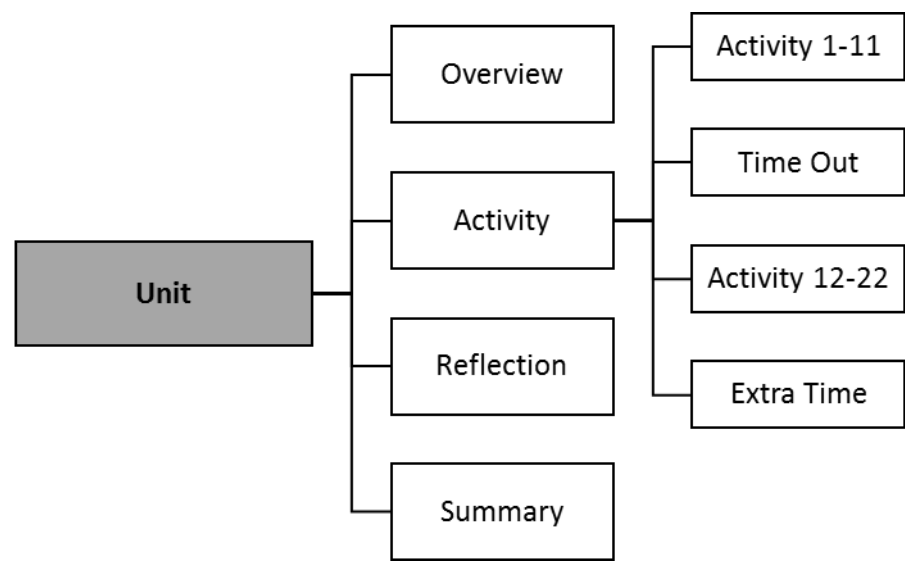 Unit
Overview
Activity
Reflection
Summary
Activity 1-11
Time Out
Activity 12-22
Extra Time